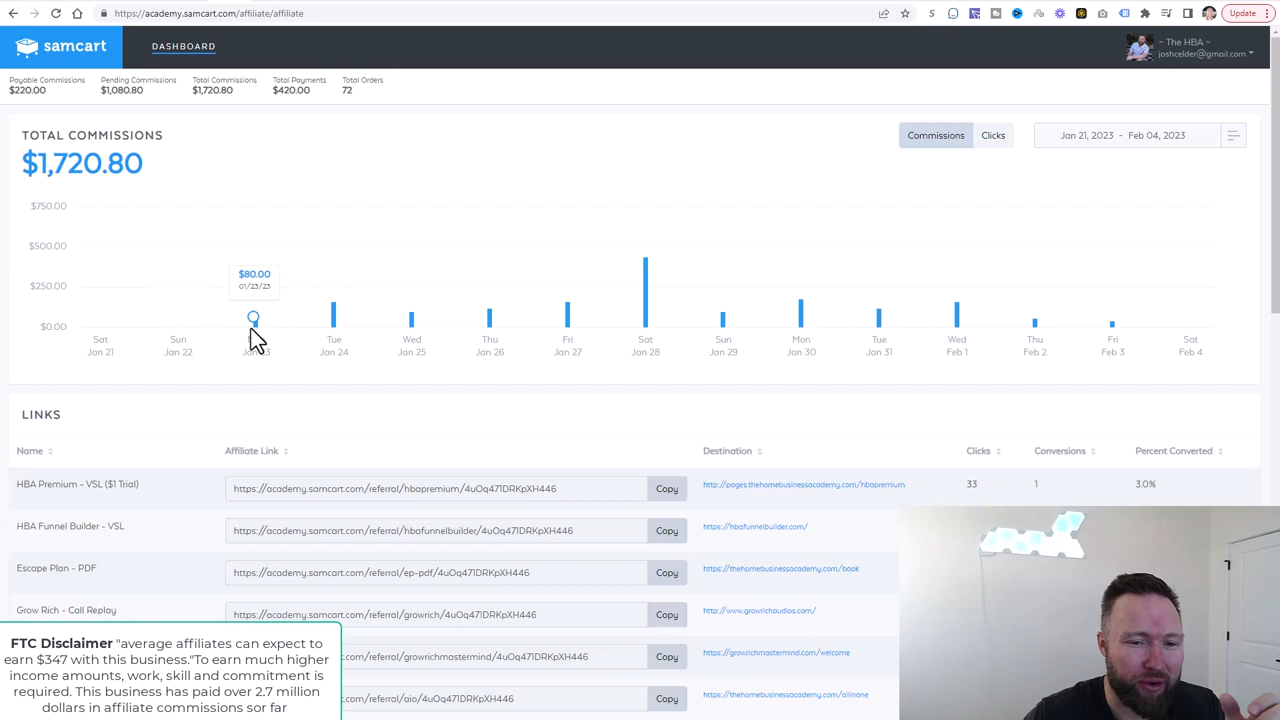 https://academy.samcart.com/affiliate/affiliate
Update
samcart
DASHBOARD
~ The HBA ~
joshcelder@gmail.com
Payable Commissions
$220.00
Pending Commissions
$1,080.80
Total Commissions
$1,720.80
Total Payments
$420.00
Total Orders
72
TOTAL COMMISSIONS
$1,720.80
Commissions
Clicks
Jan 21, 2023 - Feb 04, 2023
$750.00
$500.00
$250.00
$0.00
$80.00
01/23/23
Sat
Jan 21
Sun
Jan 22
Jan 23
Tue
Jan 24
Wed
Jan 25
Thu
Jan 26
Fri
Jan 27
Sat
Jan 28
Sun
Jan 29
Mon
Jan 30
Tue
Jan 31
Wed
Feb 1
Thu
Feb 2
Fri
Feb 3
Sat
Feb 4
LINKS
Name
Affiliate Link
Destination
Clicks
Conversions
Percent Converted
HBA Premium - VSL ($1 Trial)
https://academy.samcart.com/referral/hbapremium/4uOq471DRKpXH446
Copy
http://pages.thehomebusinessacademy.com/hbapremium
33
1
3.0%
HBA Funnel Builder - VSL
https://academy.samcart.com/referral/hbafunnelbuilder/4uOq471DRKpXH446
Copy
https://hbafunnelbuilder.com/
Escape Plan - PDF
https://academy.samcart.com/referral/ep-pdf/4uOq471DRKpXH446
Copy
https://thehomebusinessacademy.com/book
Grow Rich - Call Replay
https://academy.samcart.com/referral/growrich/4uOq471DRKpXH446
Copy
http://www.growrichaudios.com/
.samcart.com/referral/growrichmastermind/4uOq471DRKpXH446
Copy
https://growrichmastermind.com/welcome
.samcart.com/referral/aio/4uOq471DRKpXH446
Copy
https://thehomebusinessacademy.com/allinone
FTC Disclaimer "average affiliates can expect to
earn $347 with this business."To earn much higher
income amounts, work, skill and commitment is
required. This business has paid over 2.7 million
dollars in affiliate commissions sor far